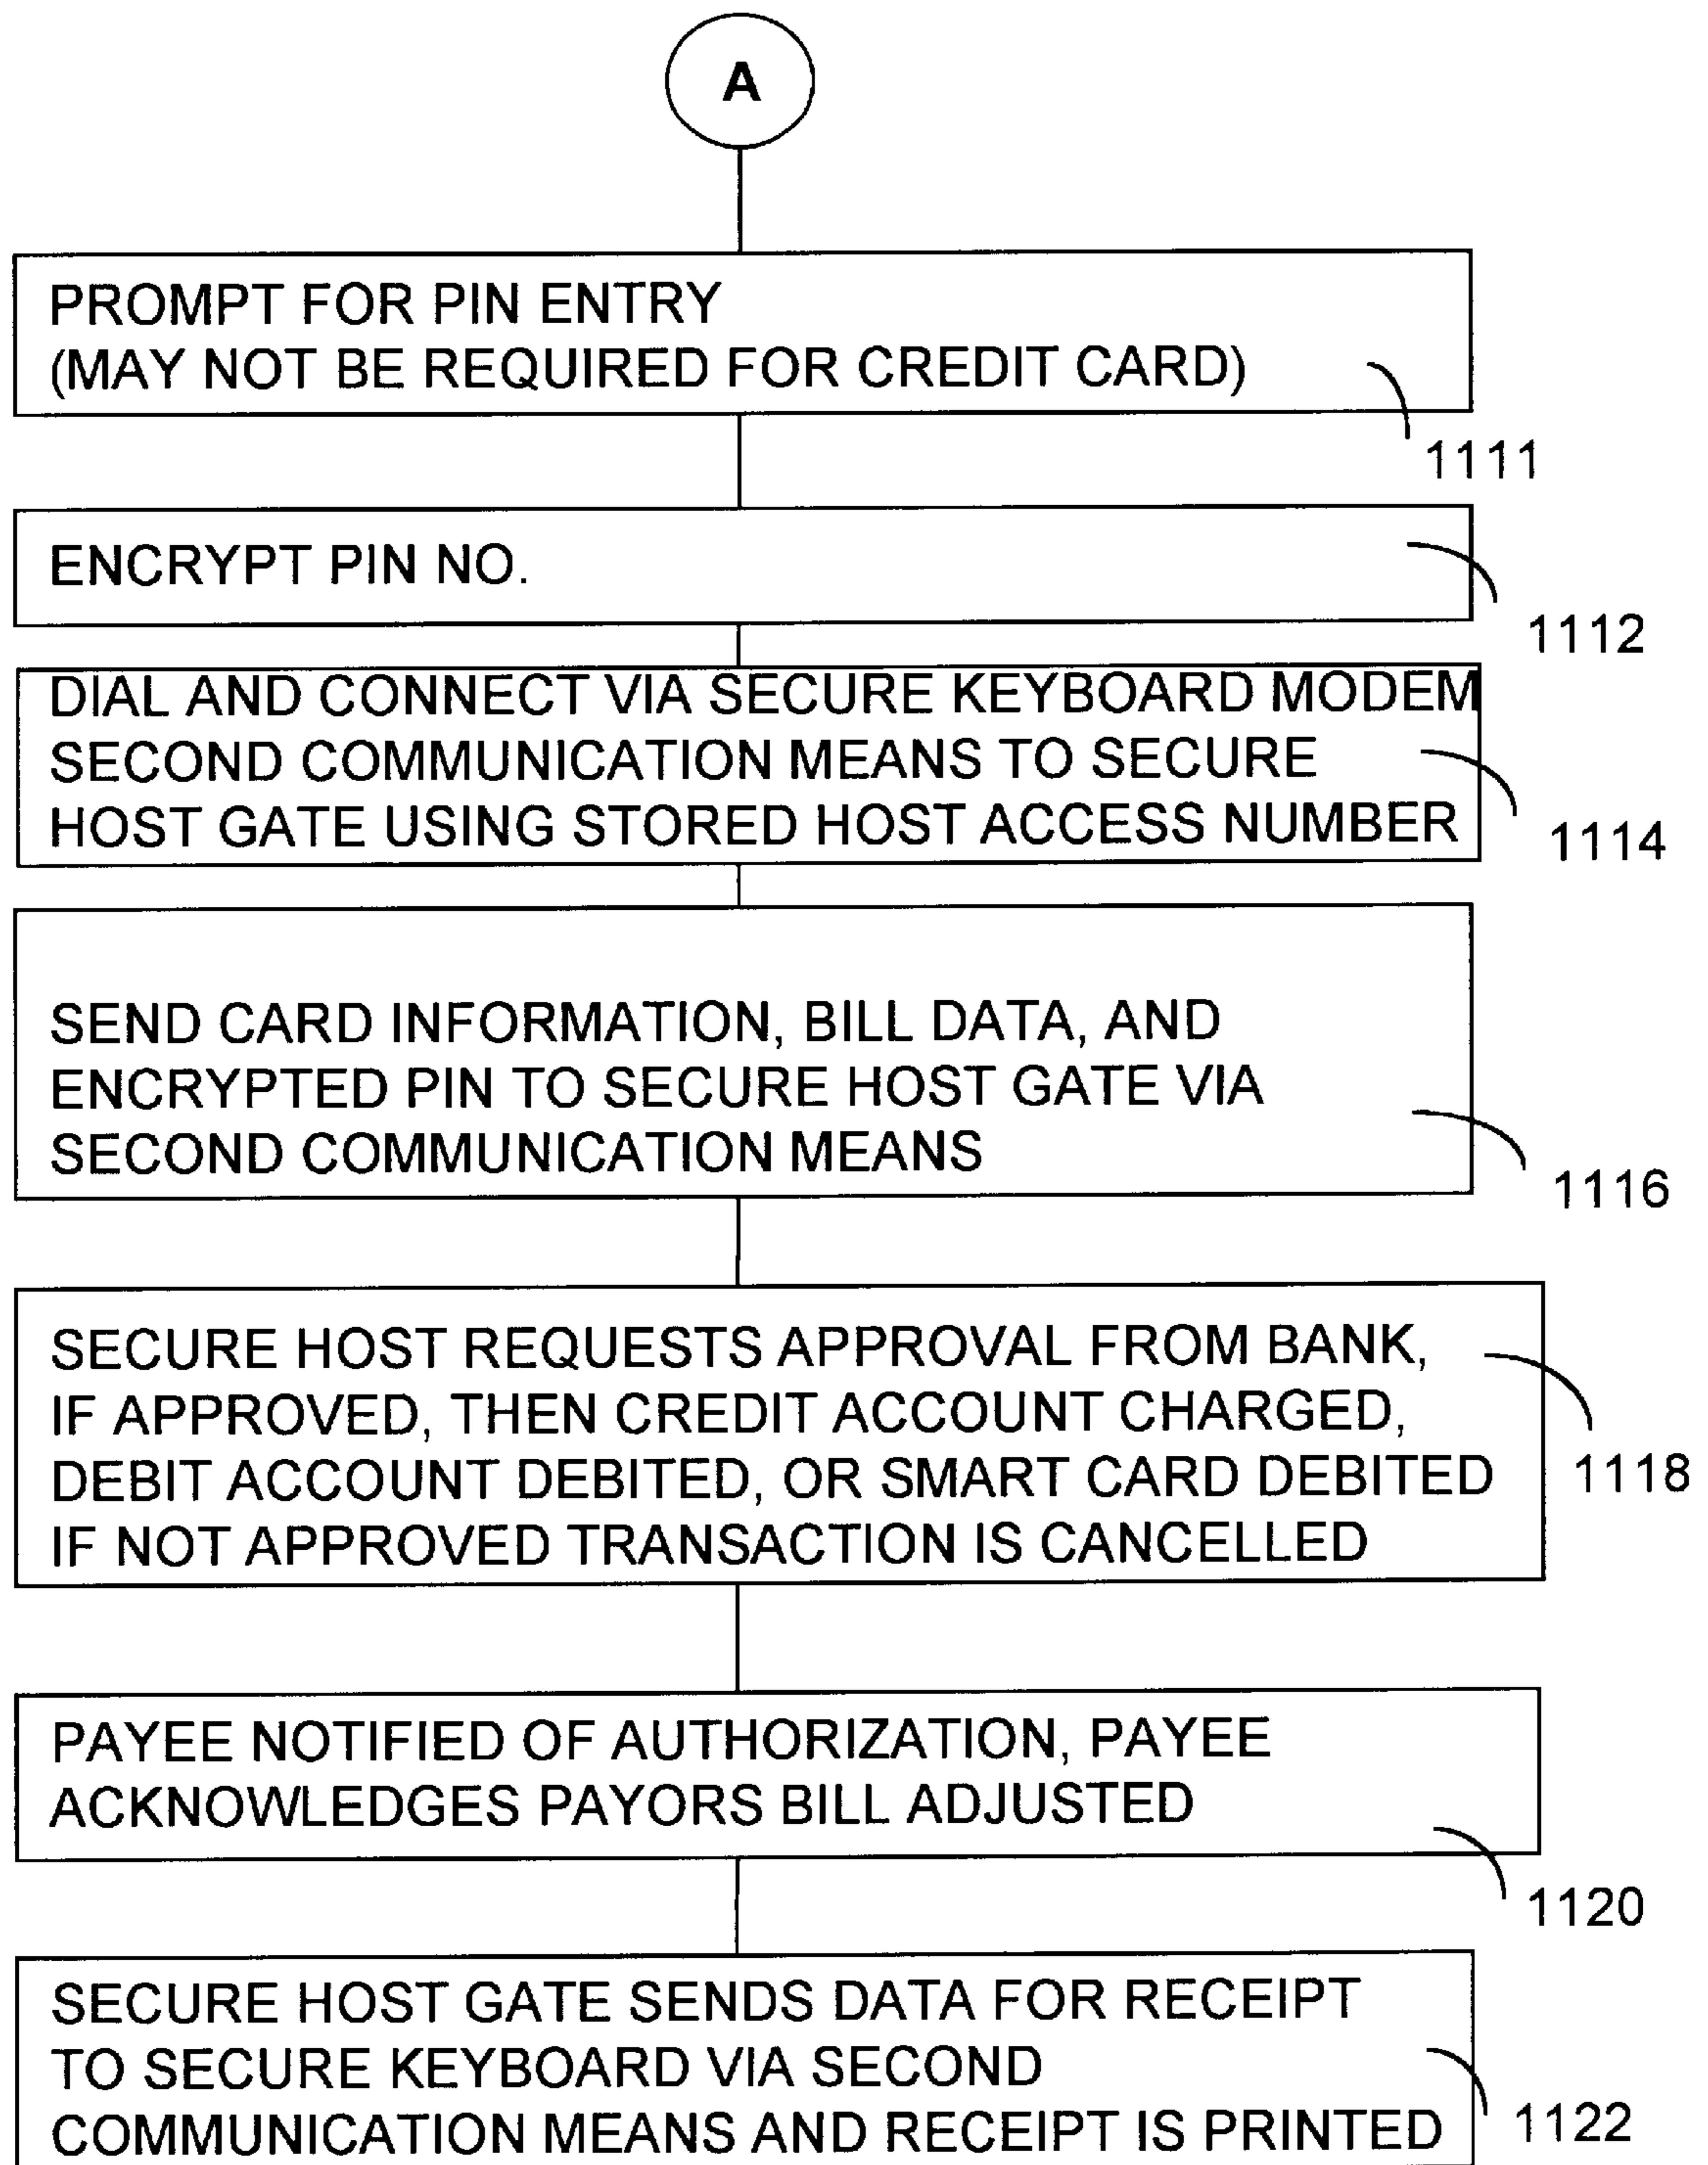 A
PROMPT FOR PIN ENTRY
(MAY NOT BE REQUIRED FOR CREDIT CARD)
1111
ENCRYPT PIN NO.
1112
DIAL AND CONNECT VIA SECURE KEYBOARD MODEM
SECOND COMMUNICATION MEANS TO SECURE
HOST GATE USING STORED HOST ACCESS NUMBER
1114
SEND CARD INFORMATION, BILL DATA, AND
ENCRYPTED PIN TO SECURE HOST GATE VIA
SECOND COMMUNICATION MEANS
1116
SECURE HOST REQUESTS APPROVAL FROM BANK,
IF APPROVED, THEN CREDIT ACCOUNT CHARGED,
DEBIT ACCOUNT DEBITED, OR SMART CARD DEBITED
IF NOT APPROVED TRANSACTION IS CANCELLED
1118
PAYEE NOTIFIED OF AUTHORIZATION, PAYEE
ACKNOWLEDGES PAYORS BILL ADJUSTED
1120
SECURE HOST GATE SENDS DATA FOR RECEIPT
TO SECURE KEYBOARD VIA SECOND
COMMUNICATION MEANS AND RECEIPT IS PRINTED
1122